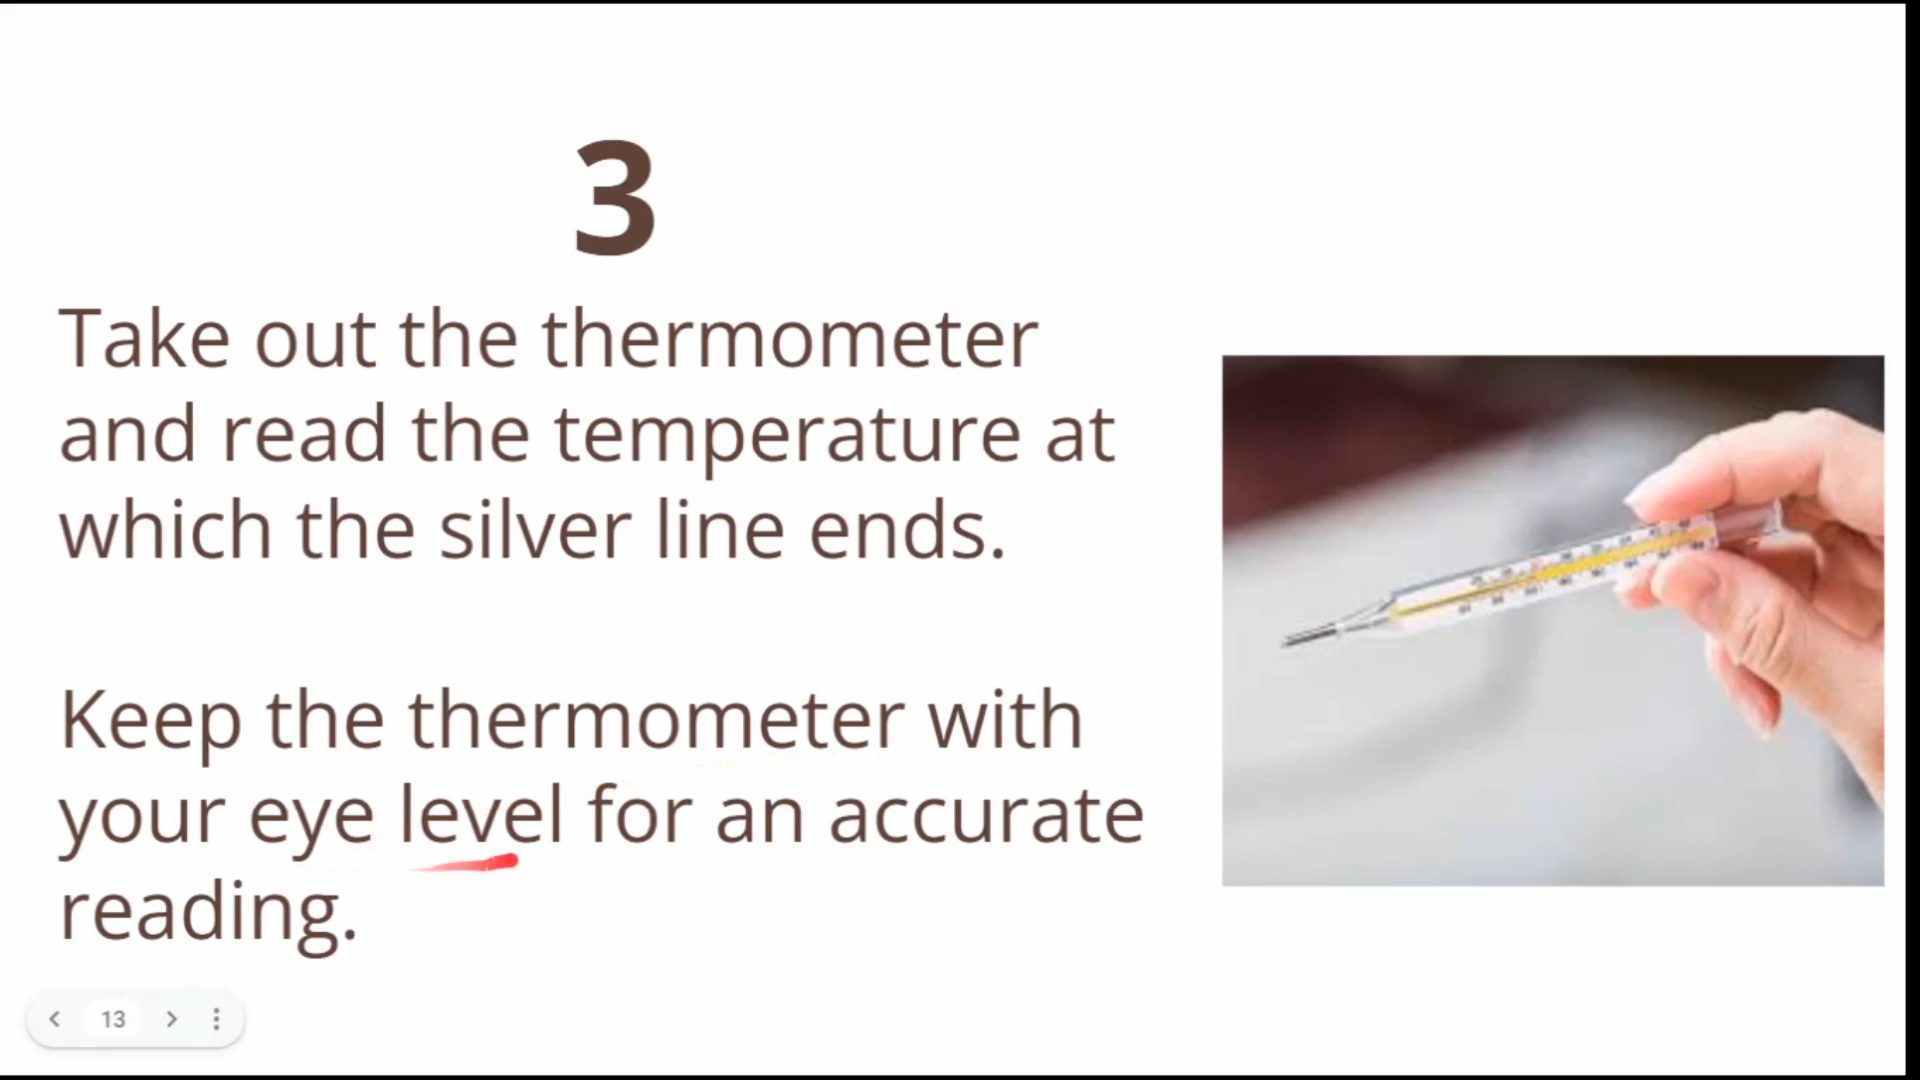 3
Take out the thermometer
and read the temperature at
which the silver line ends.
Keep the thermometer with
your eye level for an accurate
reading.
13